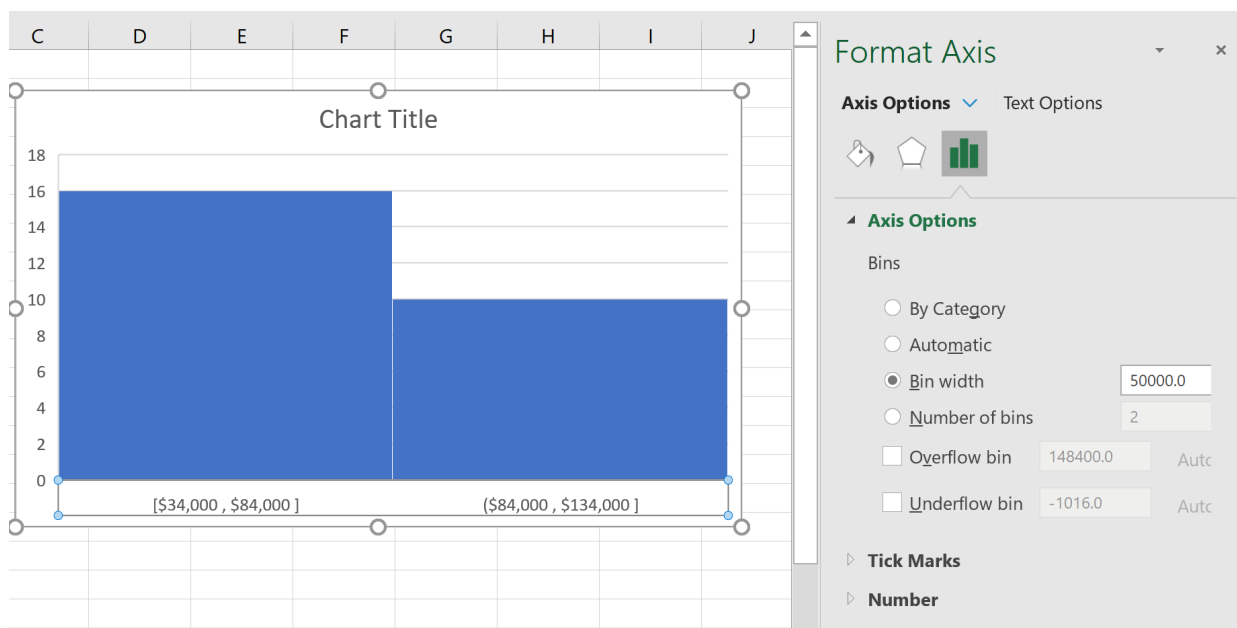 C D E F G H I J
Chart Title
18
16
14
12
10
8
6
4
2
0
[$34,000 , $84,000 ] ($84,000 , $134,000 ]
Format Axis
Axis Options Text Options
Axis Options
Bins
By Category
Automatic
Bin width 50000.0
Number of bins 2
Overflow bin 148400.0 Autc
Underflow bin -1016.0 Autc
Tick Marks
Number